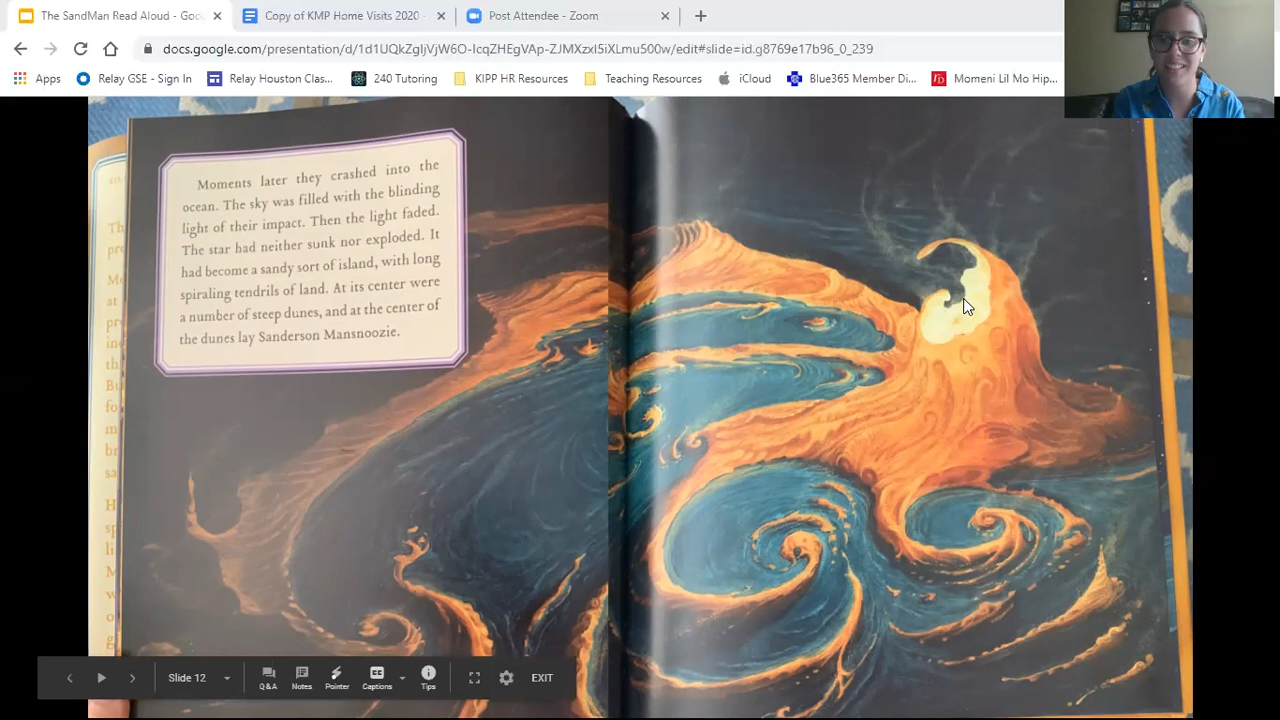 The SandMan Read Aloud - Goo
Copy of KMP Home Visits 2020 -
Post Attendee - Zoom
docs.google.com/presentation/d/1d1UQkZgIjVjW6O-IcqZHEgVAp-ZJMXzxI5iXLmu500w/edit#slide=id.g8769e17b96_0_239
Apps
Relay GSE - Sign In
Relay Houston Clas...
240 Tutoring
KIPP HR Resources
Teaching Resources
iCloud
Blue365 Member Di...
Momeni Lil Mo Hip...
Moments later they crashed into the
ocean. The sky was filled with the blinding
light of their impact. Then the light faded.
The star had neither sunk nor exploded. It
had become a sandy sort of island, with long
spiraling tendrils of land. At its center were
a number of steep dunes, and at the center of
the dunes lay Sanderson Mansnoozie.
Slide 12
Q&A
Notes
Pointer
Captions
Tips
EXIT